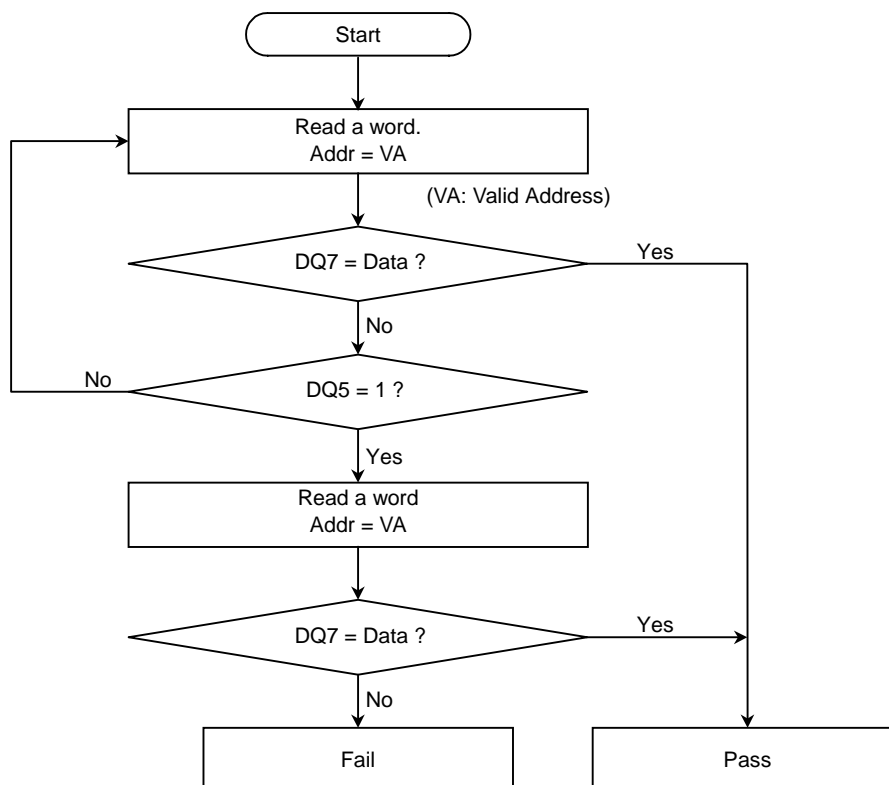 Start
Read a word.
Addr = VA
(VA: Valid Address)
DQ7 = Data ?
Yes
No
No
DQ5 = 1 ?
Yes
Read a word
Addr = VA
DQ7 = Data ?
Yes
No
Fail
Pass